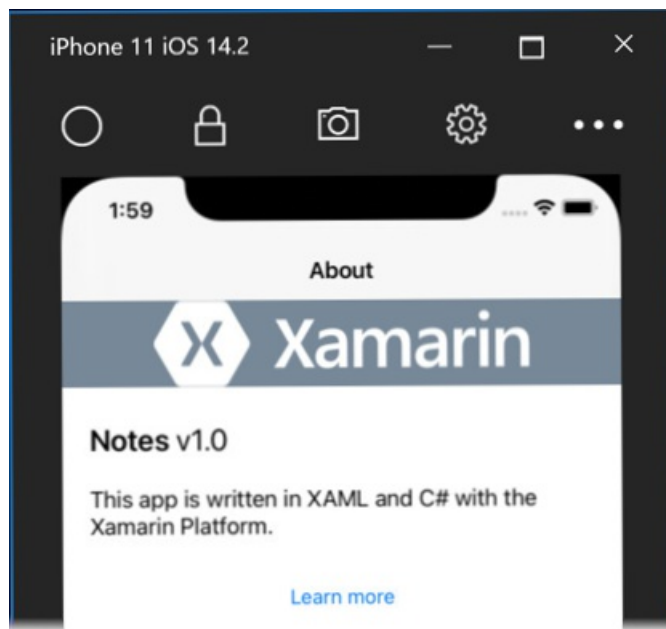 iPhone 11 iOS 14.2
1:59
About
X Xamarin
Notes v1.0
This app is written in XAML and C# with the
Xamarin Platform.
Learn more